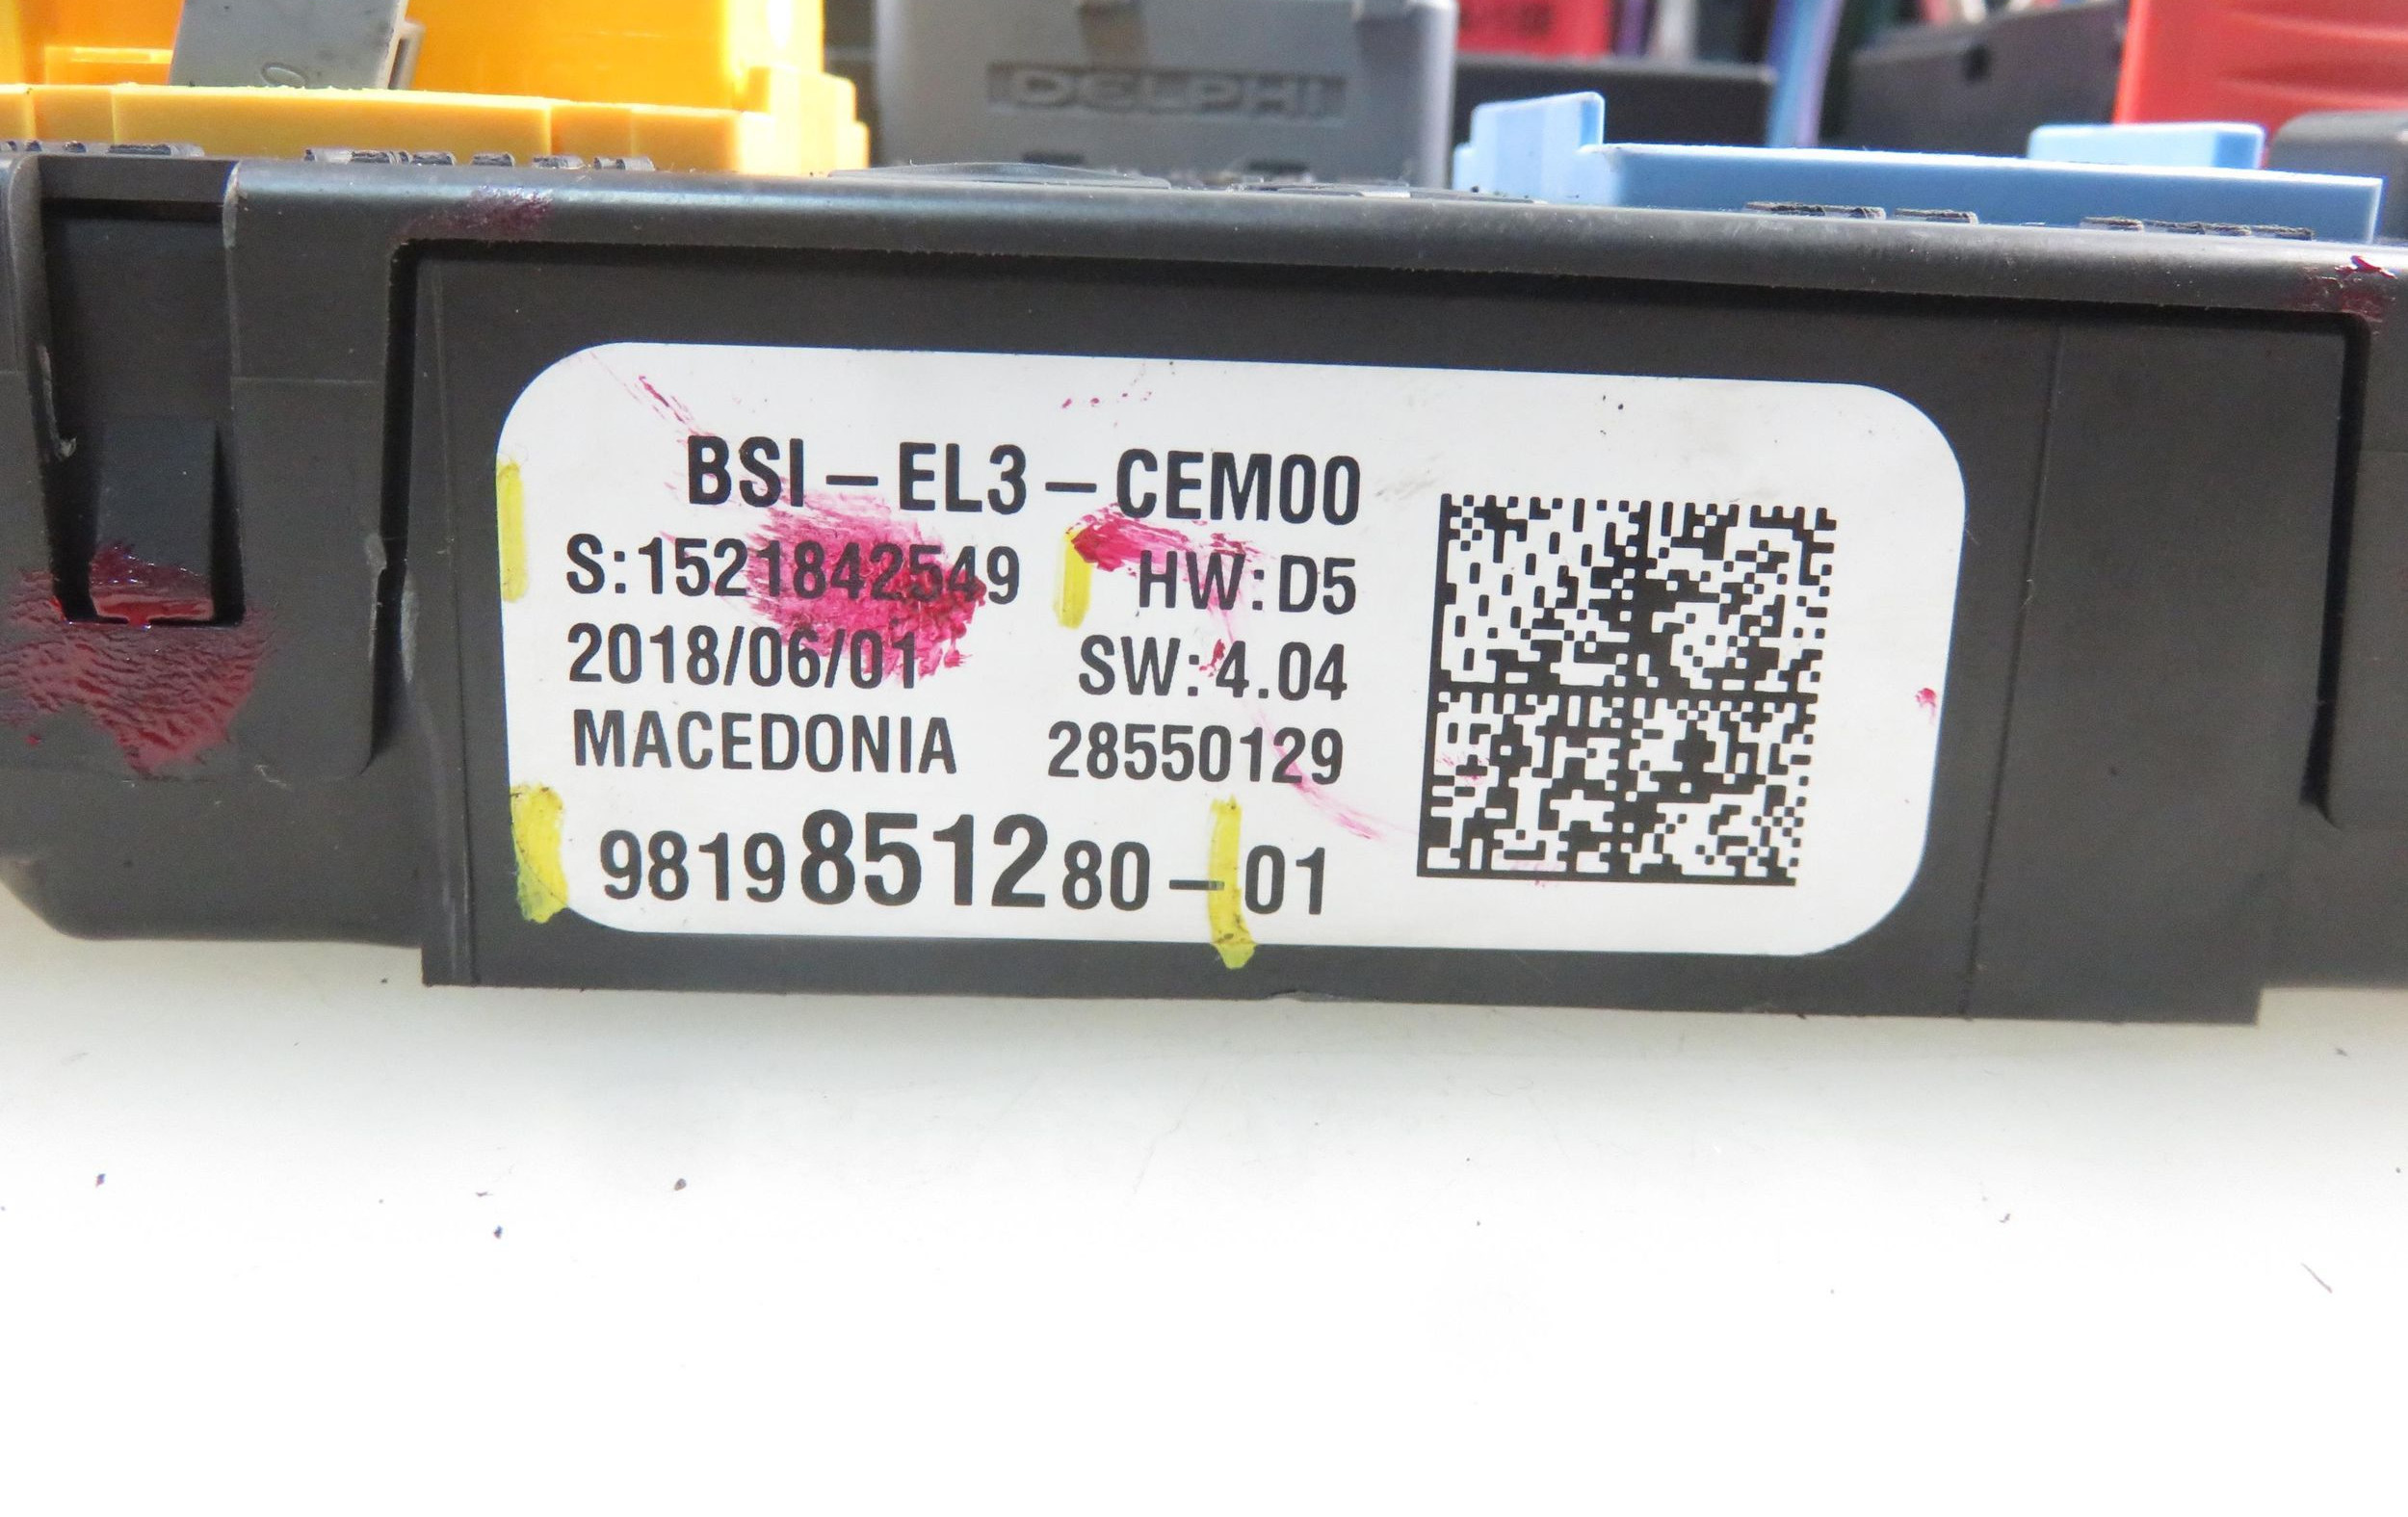 DELPHI
BSI – EL3 – CEM00
S:1521842549 HW:D5
2018/06/01 SW:4.04
MACEDONIA 28550129
9819851280 – 01